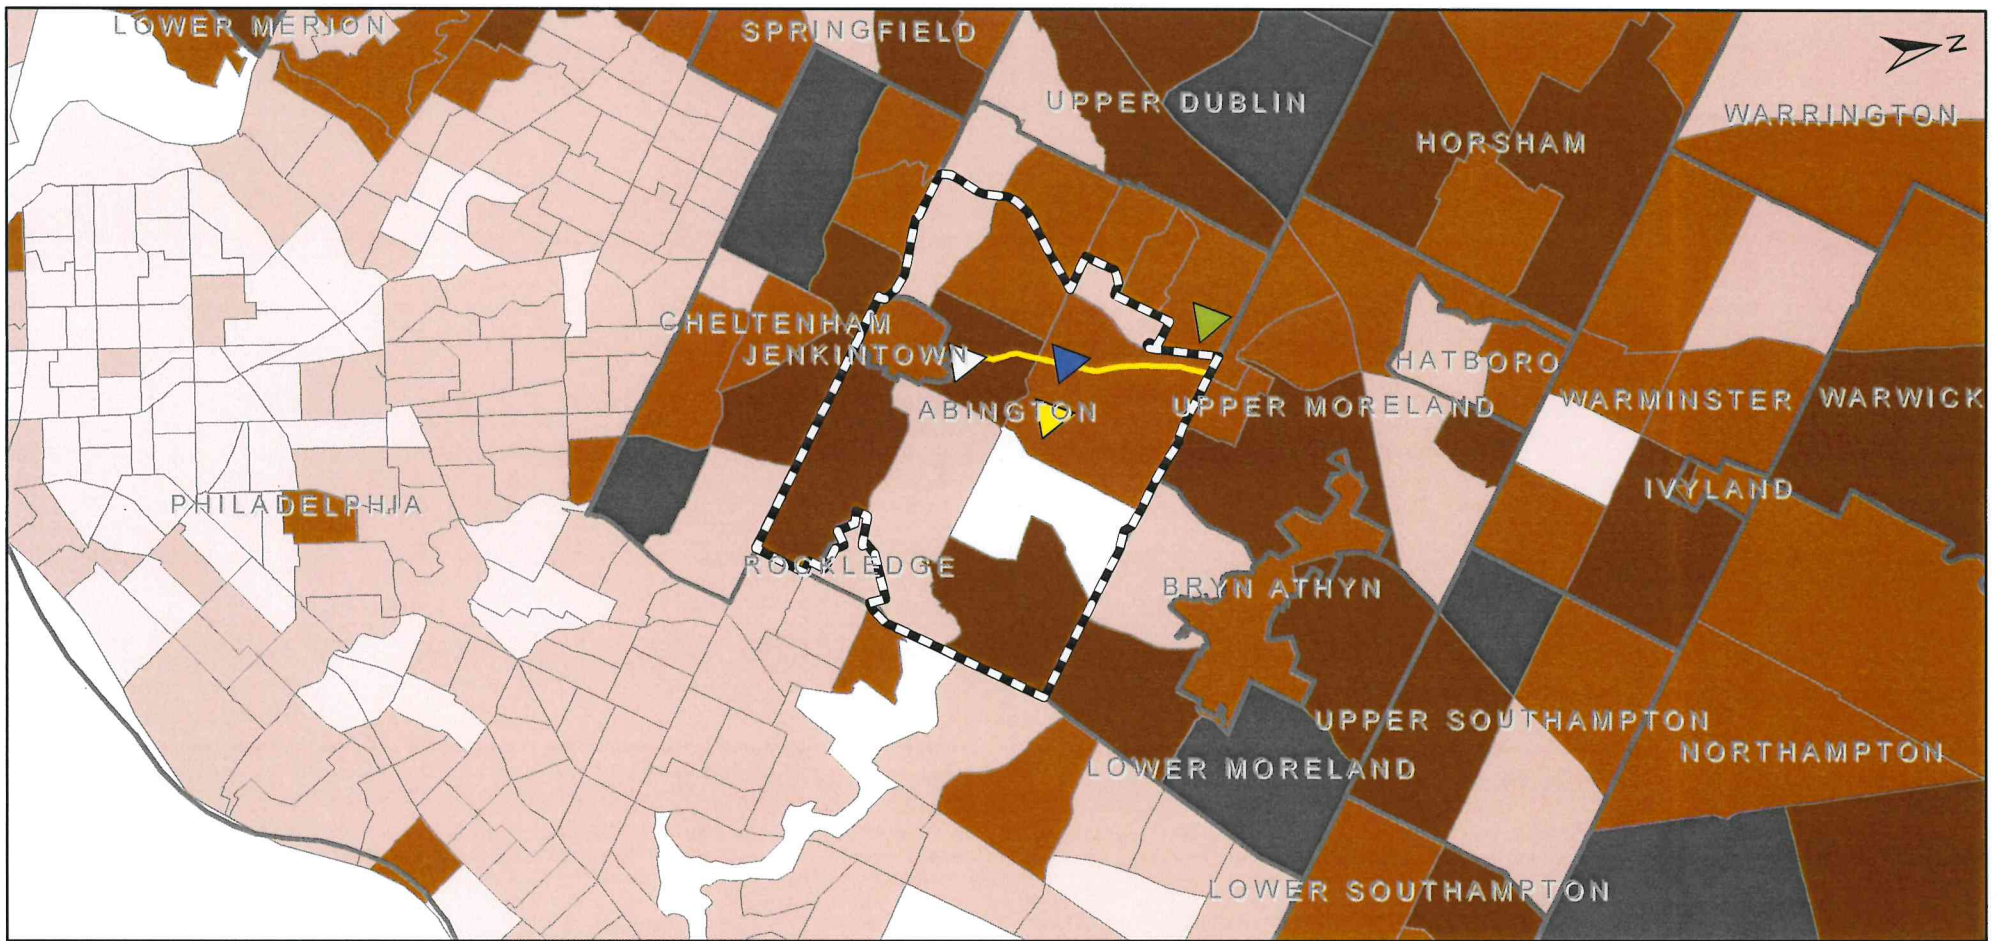 LOWER MERION
SPRINGFIELD
N
UPPER DUBLIN
WARRINGTON
HORSHAM
CHELTENHAM
JENKINTOWN
HATBORO
ABINGTON
UPPER MORELAND
WARMINSTER
WARWICK
PHILADELPHIA
IVYLAND
ROCKLEDGE
BRYN ATHYN
UPPER SOUTHAMPTON
NORTHAMPTON
LOWER MORELAND
LOWER SOUTHAMPTON